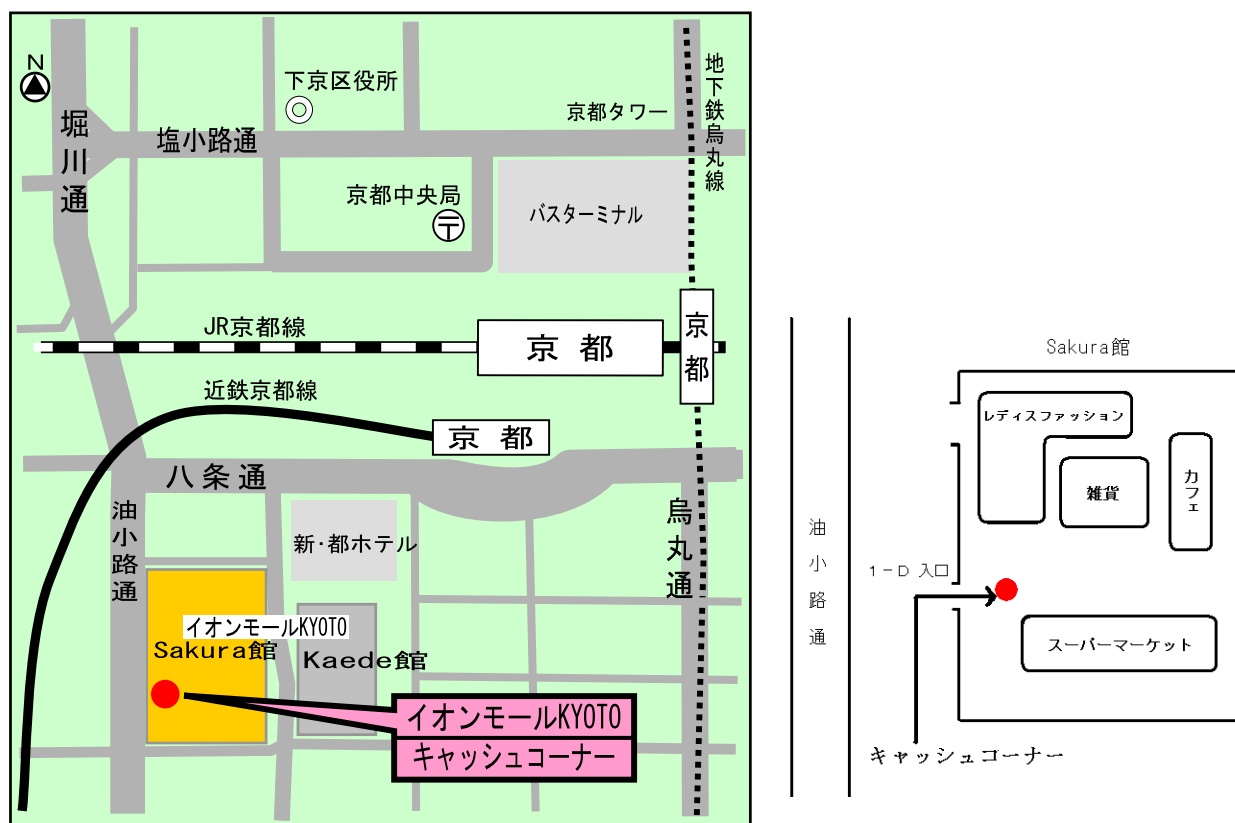 N
下京区役所
京都タワー
地下鉄烏丸線
堀川通
塩小路通
京都中央局
〒
バスターミナル
JR京都線
京都
京都
近鉄京都線
京都
八条通
油小路通
烏丸通
新・都ホテル
イオンモールKYOTO
Sakura館
Kaede館
イオンモールKYOTO
キャッシュコーナー
Sakura館
レディスファッション
雑貨
カフェ
油小路通
1-D 入口
スーパーマーケット
キャッシュコーナー